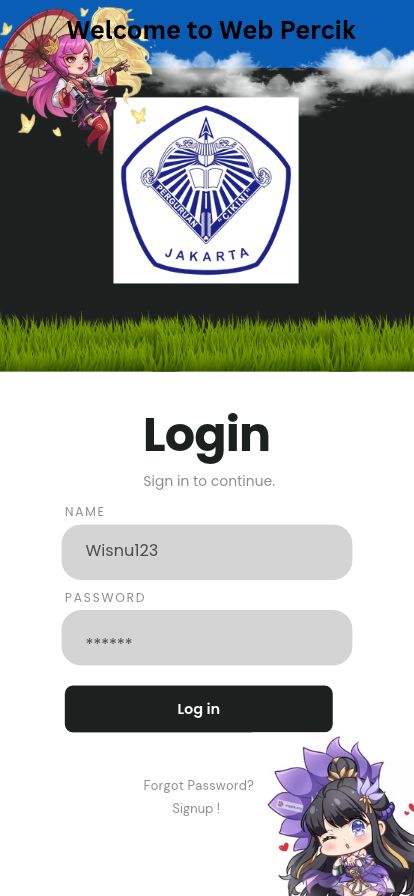 Welcome to Web Percik
PERGURUAN "CIKINI"
JAKARTA
Login
Sign in to continue.
NAME
Wisnu123
PASSWORD
******
Log in
Forgot Password?
Signup !